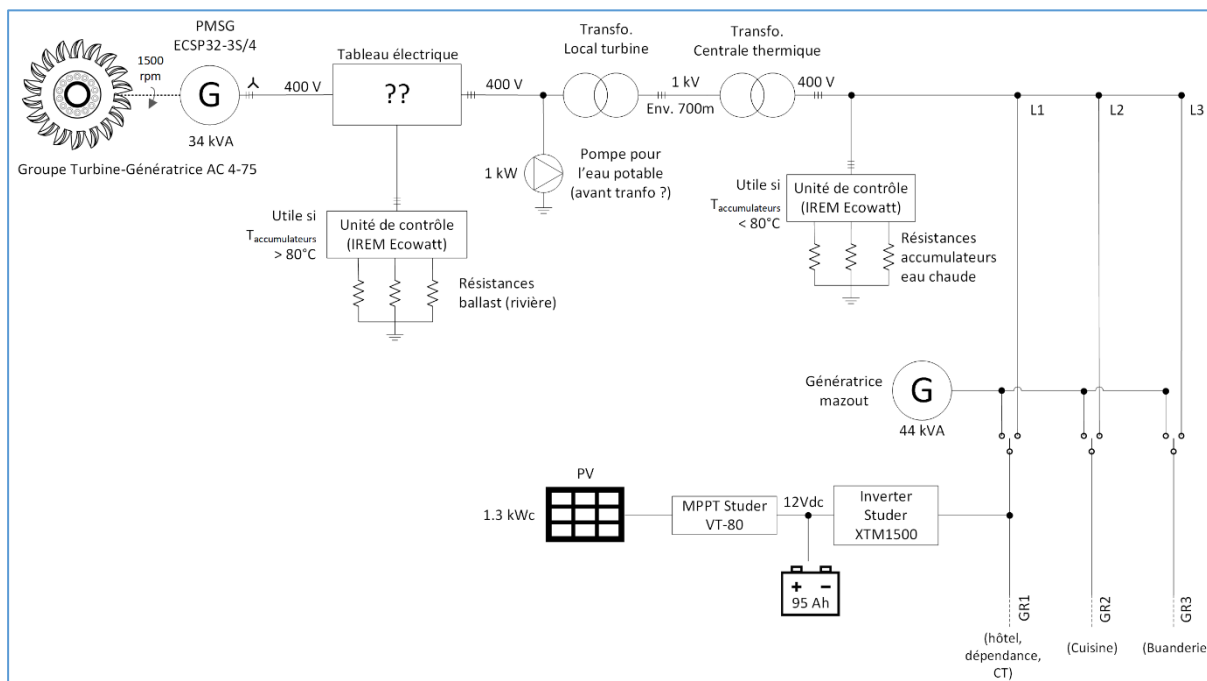 PMSG
ECSP32-3S/4
1500
rpm
G
34 kVA
Groupe Turbine-Génératrice AC 4-75
400 V
Tableau électrique
??
400 V
Transfo.
Local turbine
1 kV
Env. 700m
Transfo.
Centrale thermique
400 V
L1
L2
L3
1 kW
Pompe pour
l'eau potable
(avant tranfo ?)
Utile si
Taccumulateurs
> 80°C
Unité de contrôle
(IREM Ecowatt)
Résistances
ballast (rivière)
Utile si
Taccumulateurs
< 80°C
Unité de contrôle
(IREM Ecowatt)
Résistances
accumulateurs
eau chaude
Génératrice
mazout
G
44 kVA
PV
1.3 kWc
MPPT Studer
VT-80
12Vdc
Inverter
Studer
XTM1500
+ −
95 Ah
GR1
GR2
GR3
(hôtel,
dépendance,
CT)
(Cuisine)
(Buanderie